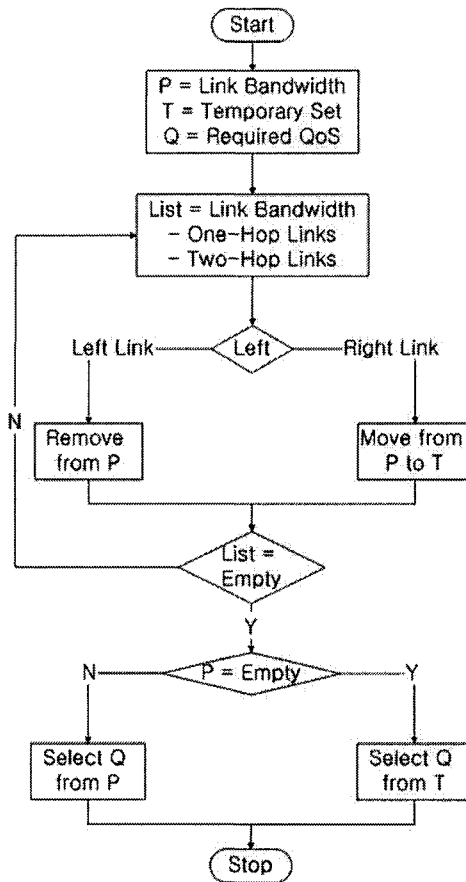 Start
P = Link Bandwidth
T = Temporary Set
Q = Required QoS
List = Link Bandwidth
- One-Hop Links
- Two-Hop Links
Left Link
Left
Right Link
N
Remove
from P
Move from
P to T
List =
Empty
Y
N
P = Empty
Y
Select Q
from P
Select Q
from T
Stop